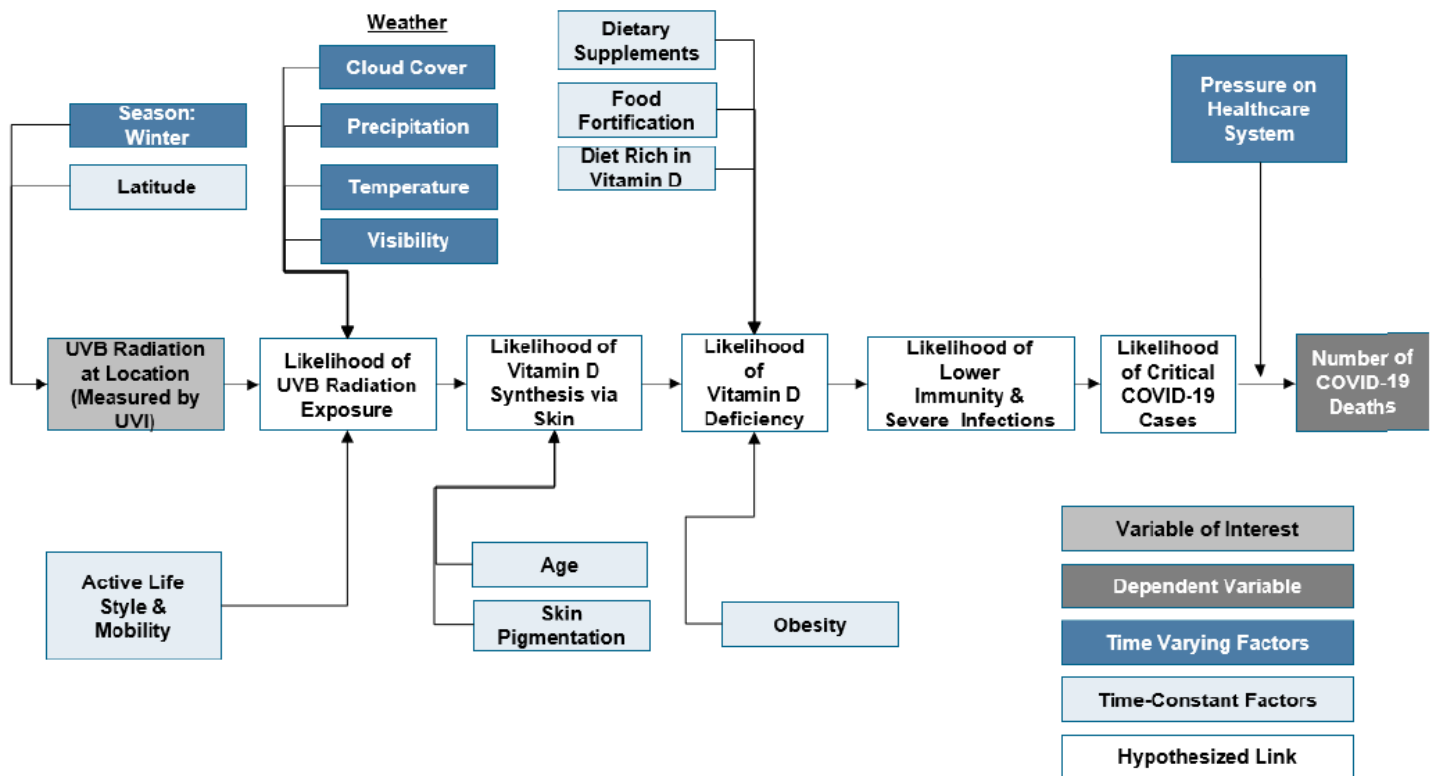 Weather
Cloud Cover
Precipitation
Temperature
Visibility
Season:
Winter
Latitude
Dietary
Supplements
Food
Fortification
Diet Rich in
Vitamin D
Pressure on
Healthcare
System
UVB Radiation
at Location
(Measured by
UVI)
Likelihood of
UVB Radiation
Exposure
Likelihood of
Vitamin D
Synthesis via
Skin
Likelihood
of
Vitamin D
Deficiency
Likelihood of
Lower
Immunity &
Severe Infections
Likelihood
of Critical
COVID-19
Cases
Number of
COVID-19
Deaths
Active Life
Style &
Mobility
Age
Skin
Pigmentation
Obesity
Variable of Interest
Dependent Variable
Time Varying Factors
Time-Constant Factors
Hypothesized Link